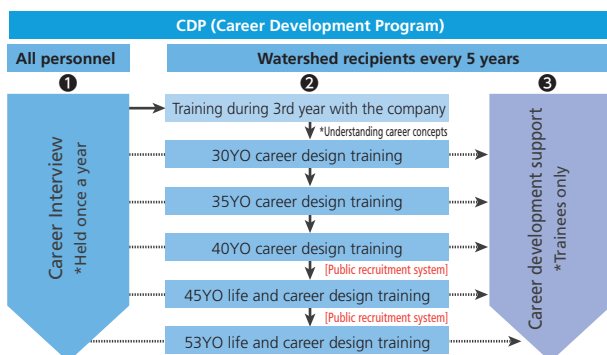 CDP (Career Development Program)
All personnel
Watershed recipients every 5 years
❶
❷
❸
Career Interview
*Held once a year
Training during 3rd year with the company
*Understanding career concepts
30YO career design training
35YO career design training
40YO career design training
[Public recruitment system]
45YO life and career design training
[Public recruitment system]
53YO life and career design training
Career development support
*Trainees only